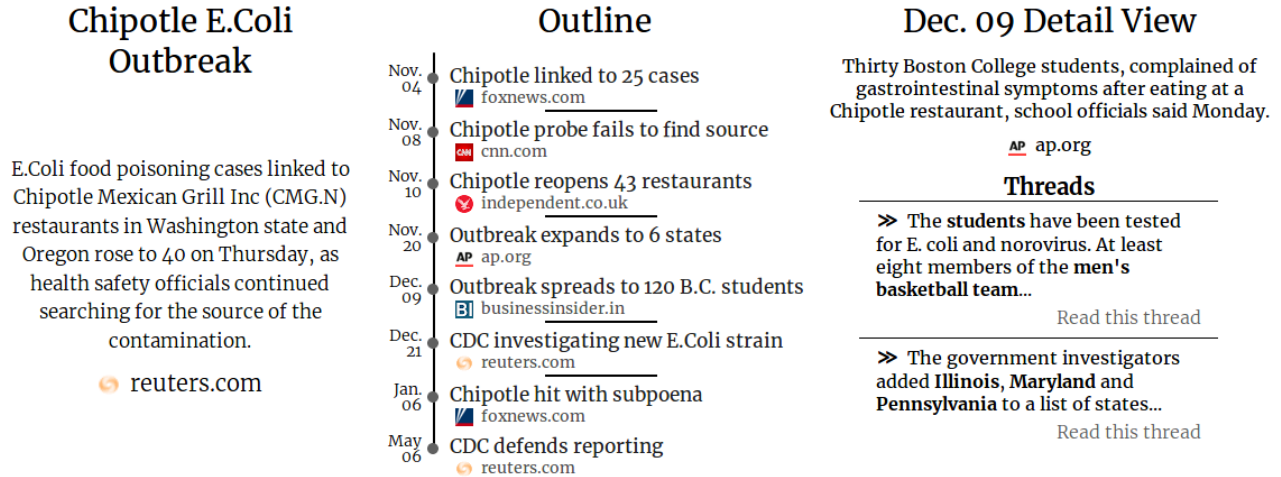 Chipotle E.Coli
Outbreak
E.Coli food poisoning cases linked to
Chipotle Mexican Grill Inc (CMG.N)
restaurants in Washington state and
Oregon rose to 40 on Thursday, as
health safety officials continued
searching for the source of the
contamination.
reuters.com
Outline
Nov.
04
Chipotle linked to 25 cases
foxnews.com
Nov.
08
Chipotle probe fails to find source
CNN
cnn.com
Nov.
10
Chipotle reopens 43 restaurants
independent.co.uk
Nov.
20
Outbreak expands to 6 states
AP ap.org
Dec.
09
Outbreak spreads to 120 B.C. students
BI businessinsider.in
Dec.
21
CDC investigating new E.Coli strain
reuters.com
Jan.
06
Chipotle hit with subpoena
foxnews.com
May
06
CDC defends reporting
reuters.com
Dec. 09 Detail View
Thirty Boston College students, complained of
gastrointestinal symptoms after eating at a
Chipotle restaurant, school officials said Monday.
AP ap.org
Threads
>> The students have been tested
for E. coli and norovirus. At least
eight members of the men's
basketball team...
Read this thread
>> The government investigators
added Illinois, Maryland and
Pennsylvania to a list of states...
Read this thread